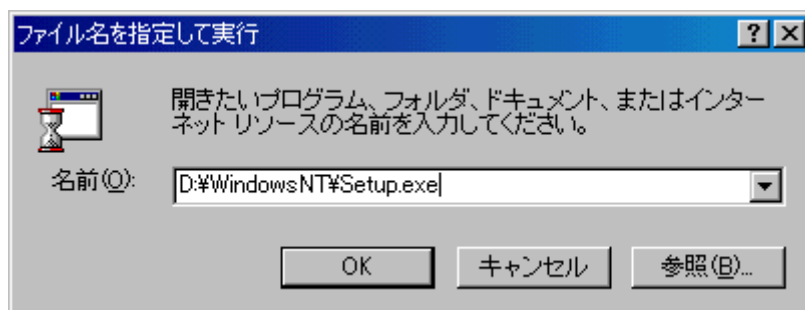 ファイル名を指定して実行
開きたいプログラム、フォルダ、ドキュメント、またはインター
ネット リソースの名前を入力してください。
名前(O):
D:¥WindowsNT¥Setup.exe
OK
キャンセル
参照(B)...